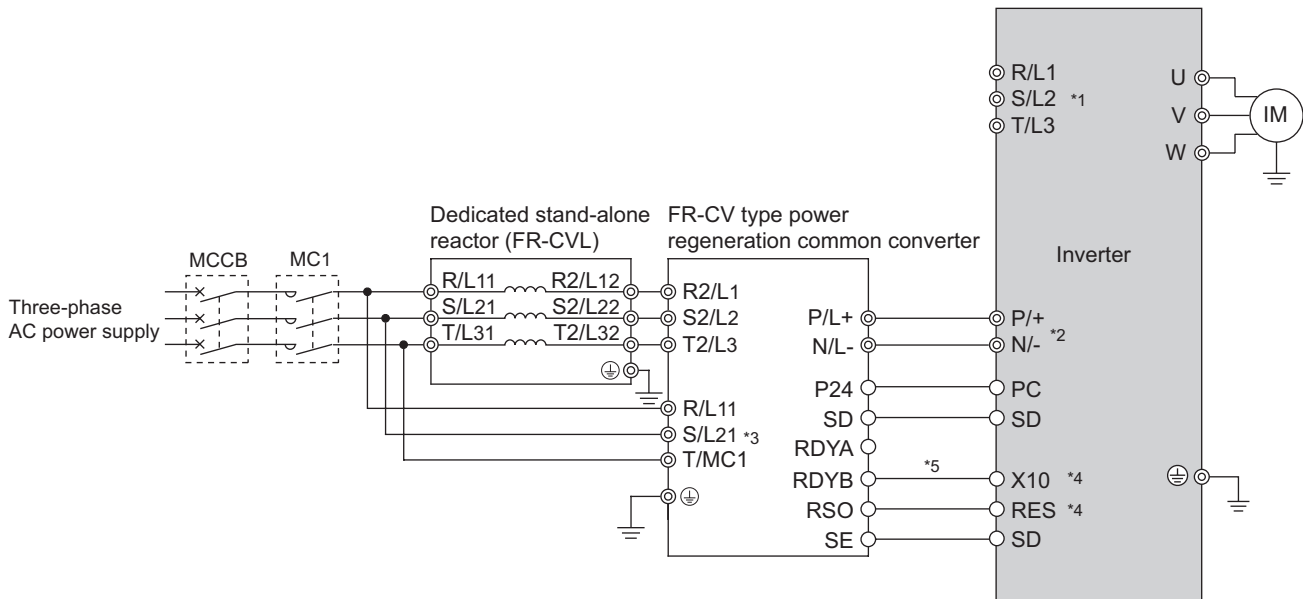 R/L1
S/L2 *1
T/L3
U
V
W
IM
Dedicated stand-alone
reactor (FR-CVL)
FR-CV type power
regeneration common converter
Inverter
MCCB
MC1
Three-phase
AC power supply
R/L11
R2/L12
S/L21
S2/L22
T/L31
T2/L32
R2/L1
S2/L2
T2/L3
R/L11
S/L21 *3
T/MC1
P/L+
N/L-
P24
SD
RDYA
RDYB
RSO
SE
*5
P/+
*2
N/-
PC
SD
X10 *4
RES *4
SD